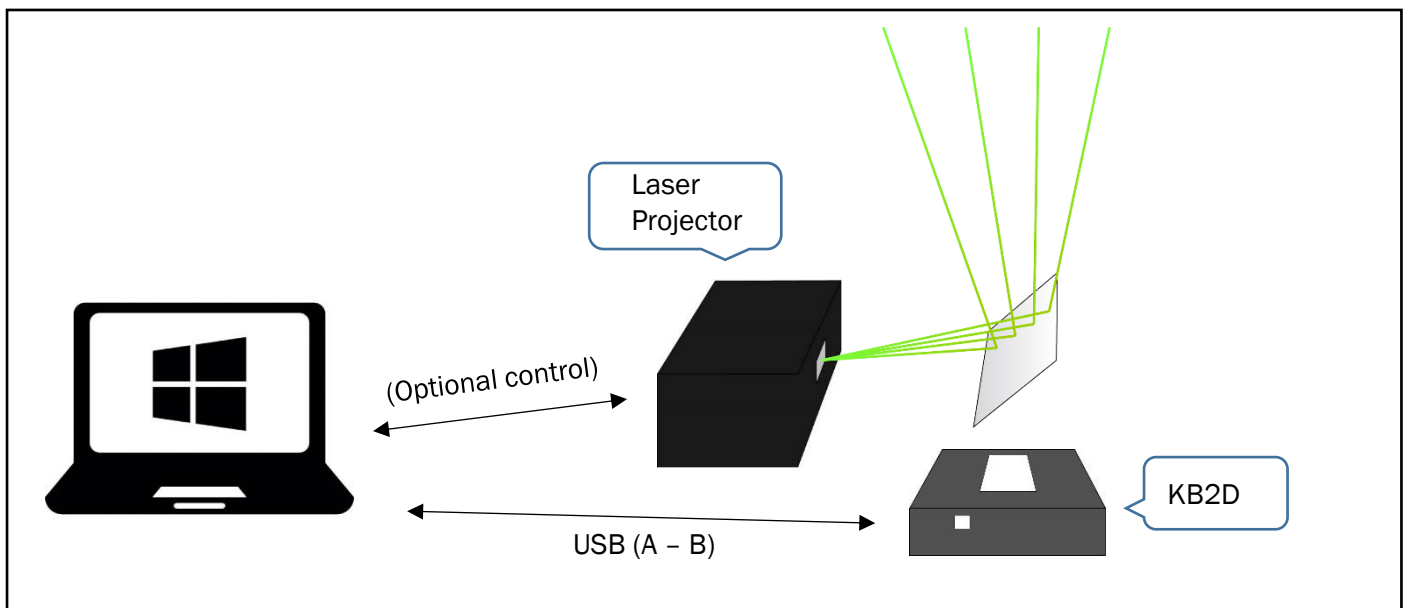 Laser
Projector
(Optional control)
KB2D
USB (A – B)